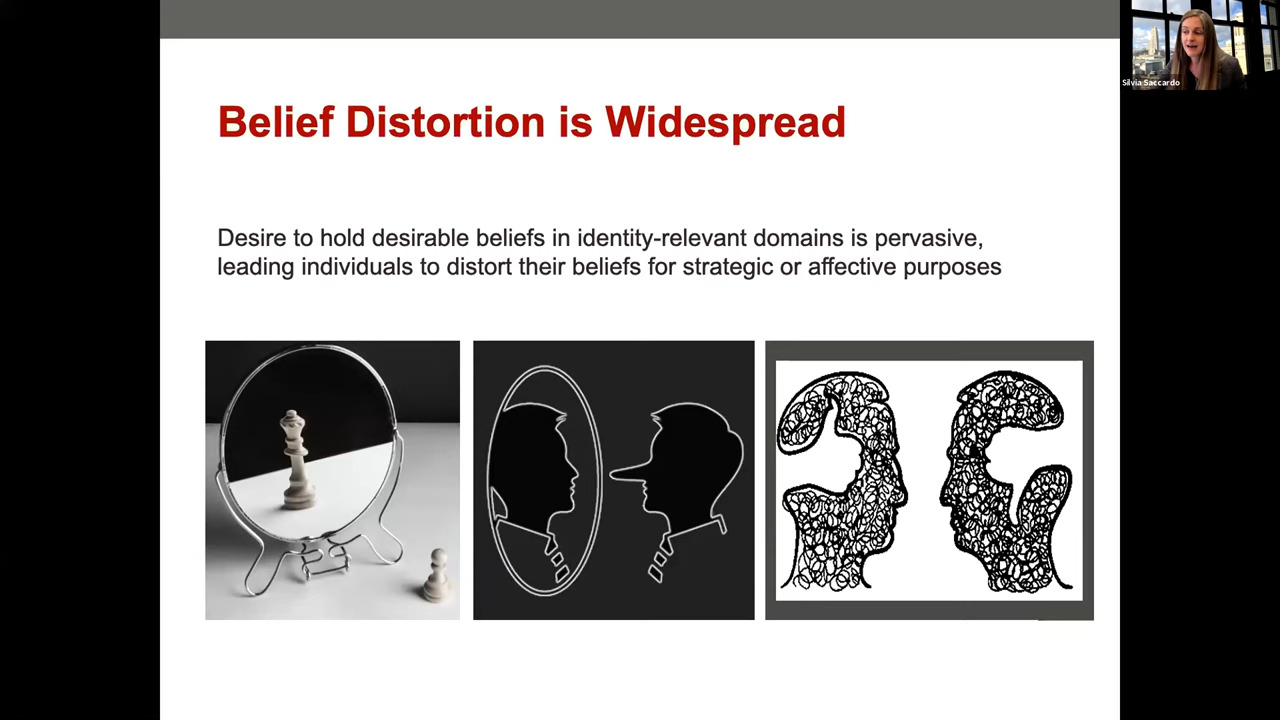 Belief Distortion is Widespread
Desire to hold desirable beliefs in identity-relevant domains is pervasive,
leading individuals to distort their beliefs for strategic or affective purposes
Silvia Saccardo